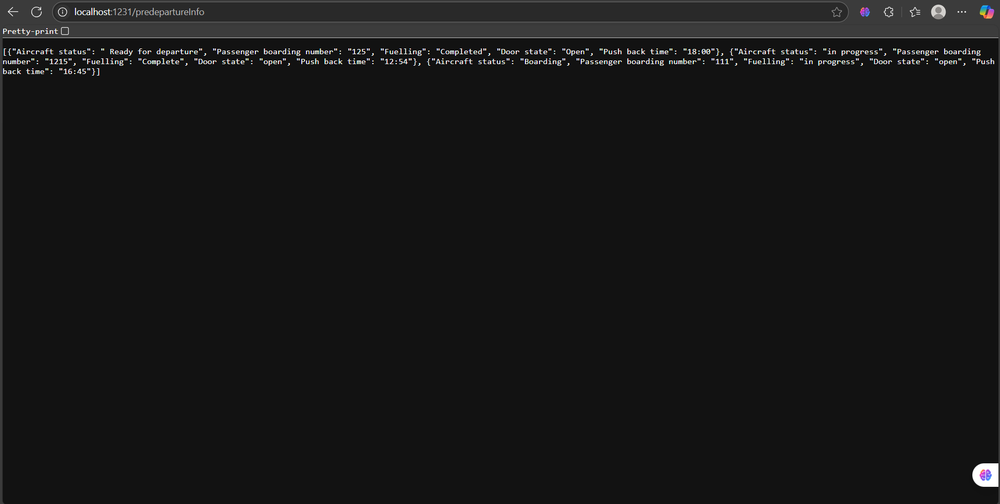 localhost:1231/predepartureInfo
Pretty-print
[{"Aircraft status": " Ready for departure", "Passenger boarding number": "125", "Fuelling": "Completed", "Door state": "Open", "Push back time": "18:00"}, {"Aircraft status": "in progress", "Passenger boarding
number": "1215", "Fuelling": "Complete", "Door state": "open", "Push back time": "12:54"}, {"Aircraft status": "Boarding", "Passenger boarding number": "111", "Fuelling": "in progress", "Door state": "open", "Push
back time": "16:45"}]